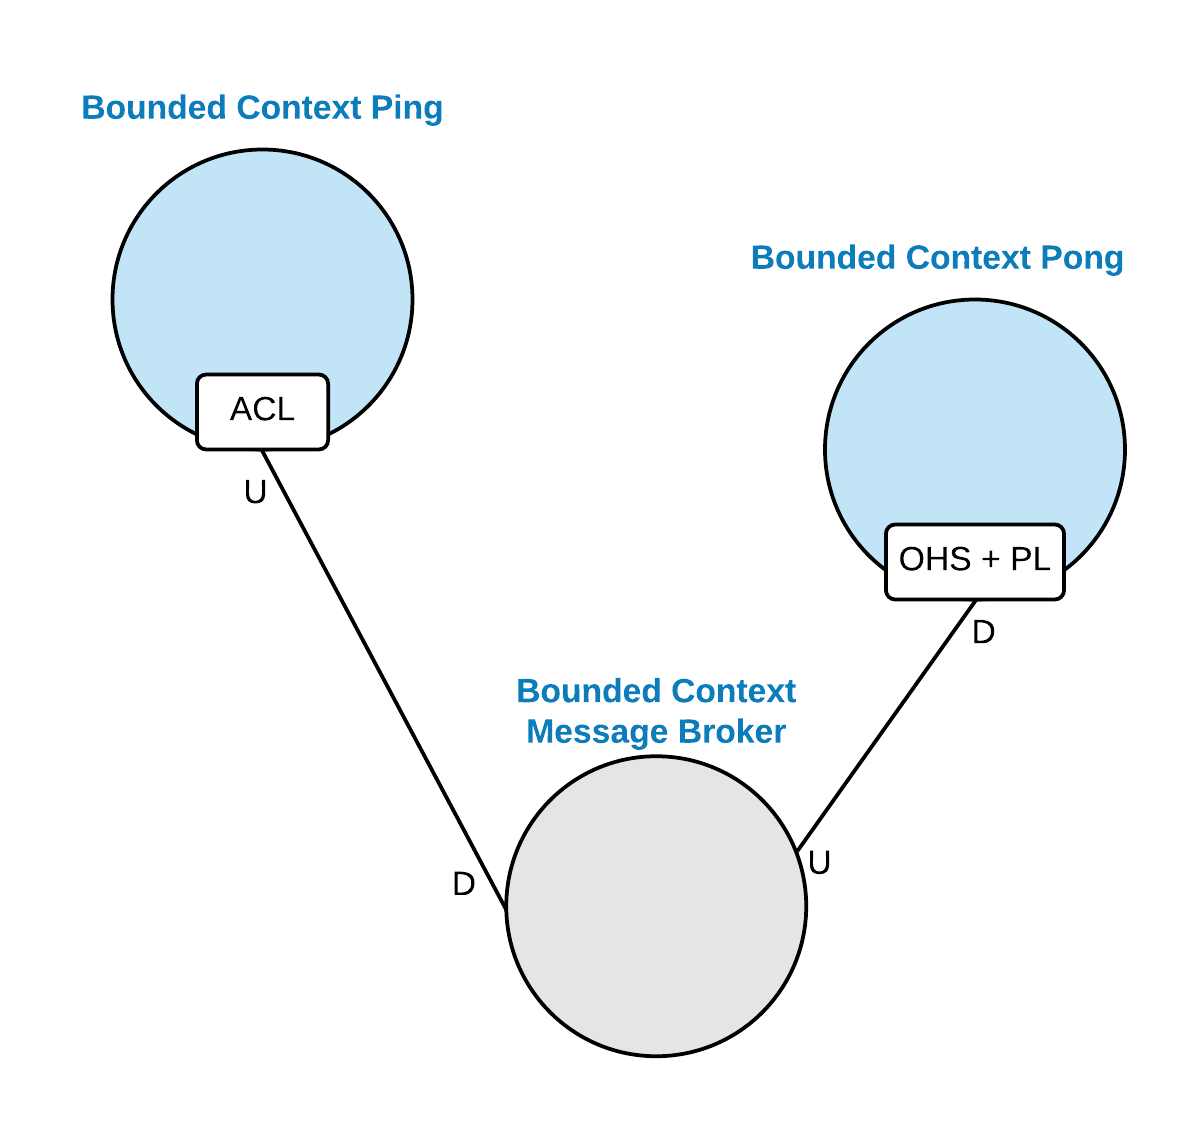 Bounded Context Ping
Bounded Context Pong
ACL
U
OHS + PL
D
Bounded Context
Message Broker
D
U